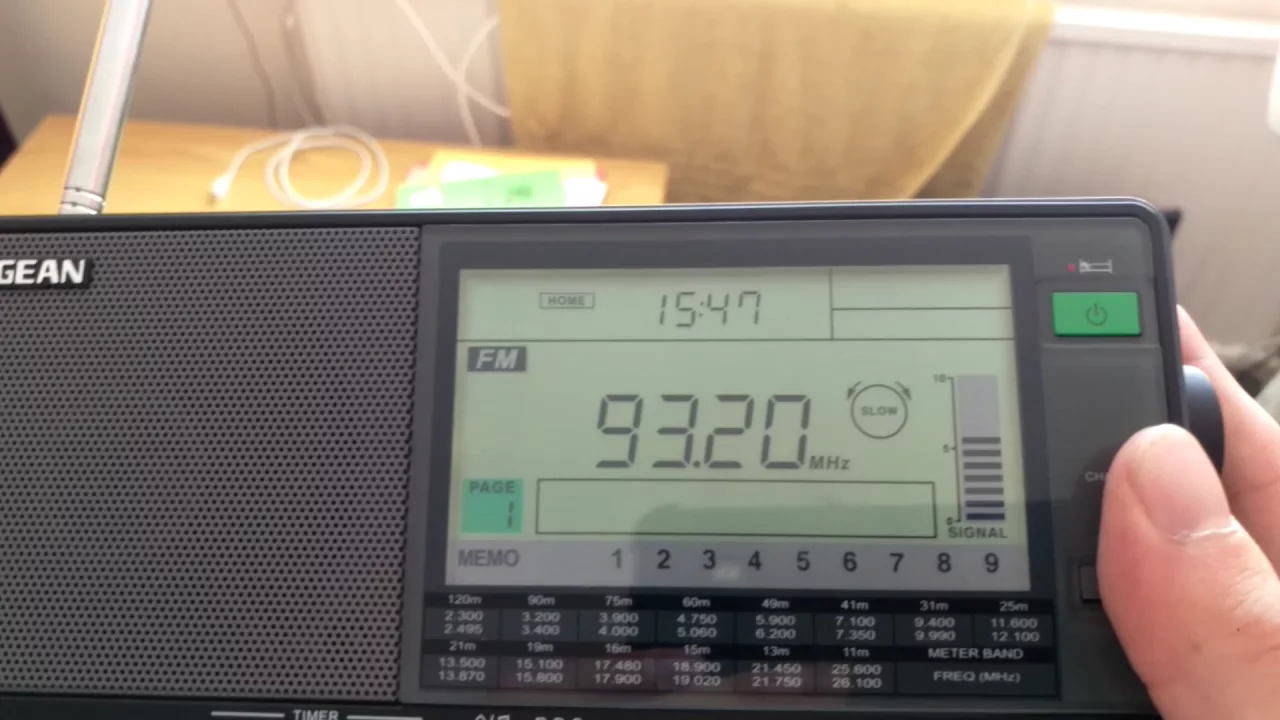 GEAN
HOME 15:47
FM
93.20 MHz
SLOW
10
5
0
SIGNAL
PAGE
1
MEMO 1 2 3 4 5 6 7 8 9
120m 90m 75m 60m 49m 41m 31m 25m
2.300 3.200 3.900 4.750 5.900 7.100 9.400 11.600
2.495 3.400 4.000 5.060 6.200 7.350 9.990 12.100
21m 19m 16m 15m 13m 11m METER BAND
13.500 15.100 17.480 18.900 21.450 25.600 FREQ (MHz)
13.870 15.800 17.900 19.020 21.750 26.100
CH
TIMER